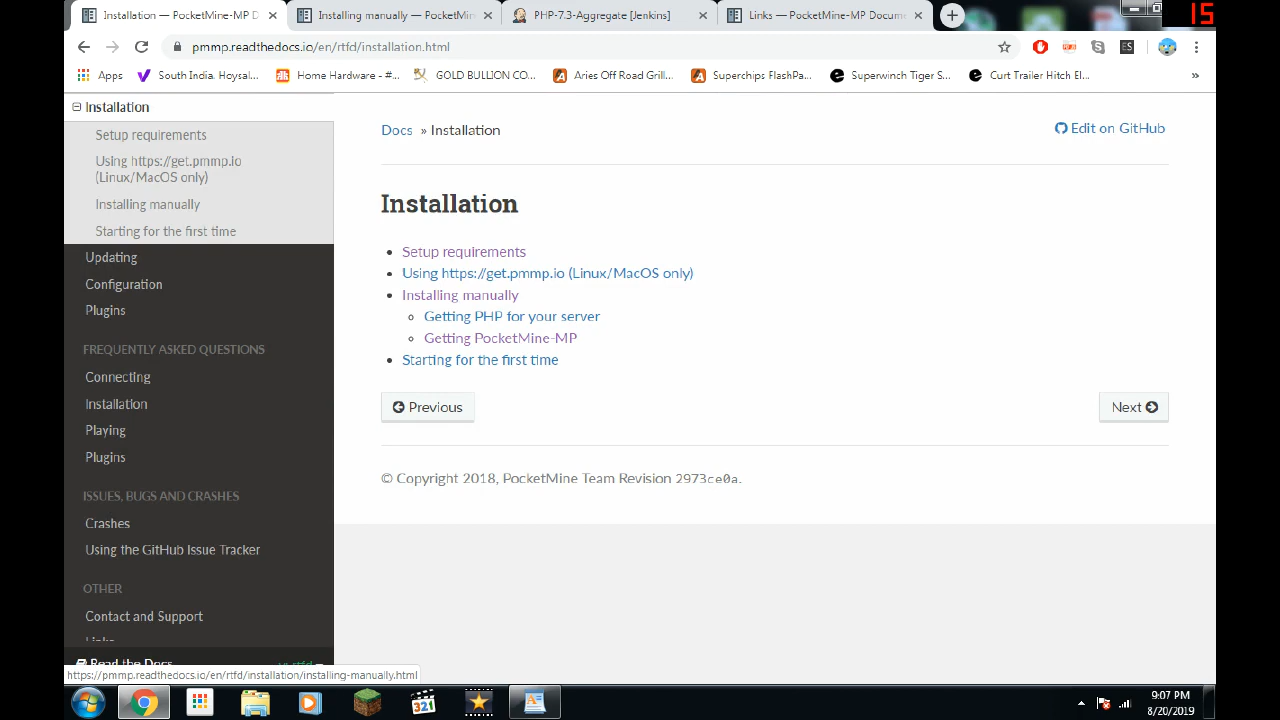 Installation — PocketMine-MP D
Installing manually — PocketMin
PHP-7.3-Aggregate [Jenkins]
Links — PocketMine-MP Docume
15
pmmp.readthedocs.io/en/rtfd/installation.html
ES
Apps
South India. Hoysal...
Home Hardware - #...
GOLD BULLION CO...
Aries Off Road Grill...
Superchips FlashPa...
Superwinch Tiger S...
Curt Trailer Hitch El...
»
Installation
Setup requirements
Using https://get.pmmp.io
(Linux/MacOS only)
Installing manually
Starting for the first time
Updating
Configuration
Plugins
FREQUENTLY ASKED QUESTIONS
Connecting
Installation
Playing
Plugins
ISSUES, BUGS AND CRASHES
Crashes
Using the GitHub Issue Tracker
OTHER
Contact and Support
Links
Read the Docs
Docs » Installation
Edit on GitHub
Installation
Setup requirements
Using https://get.pmmp.io (Linux/MacOS only)
Installing manually
Getting PHP for your server
Getting PocketMine-MP
Starting for the first time
Previous
Next
© Copyright 2018, PocketMine Team Revision 2973ce0a.
https://pmmp.readthedocs.io/en/rtfd/installation/installing-manually.html
321
9:07 PM
8/20/2019